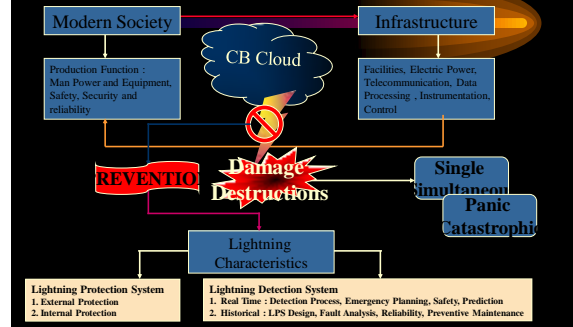 Modern Society
Infrastructure
CB Cloud
Production Function :
Man Power and Equipment,
Safety, Security and
reliability
Facilities, Electric Power,
Telecommunication, Data
Processing , Instrumentation,
Control
REVENTIO
Damage
Destructions
Single
Simultaneou
Panic
Catastrophic
Lightning
Characteristics
Lightning Protection System
1. External Protection
2. Internal Protection
Lightning Detection System
1. Real Time : Detection Process, Emergency Planning, Safety, Prediction
2. Historical : LPS Design, Fault Analysis, Reliability, Preventive Maintenance